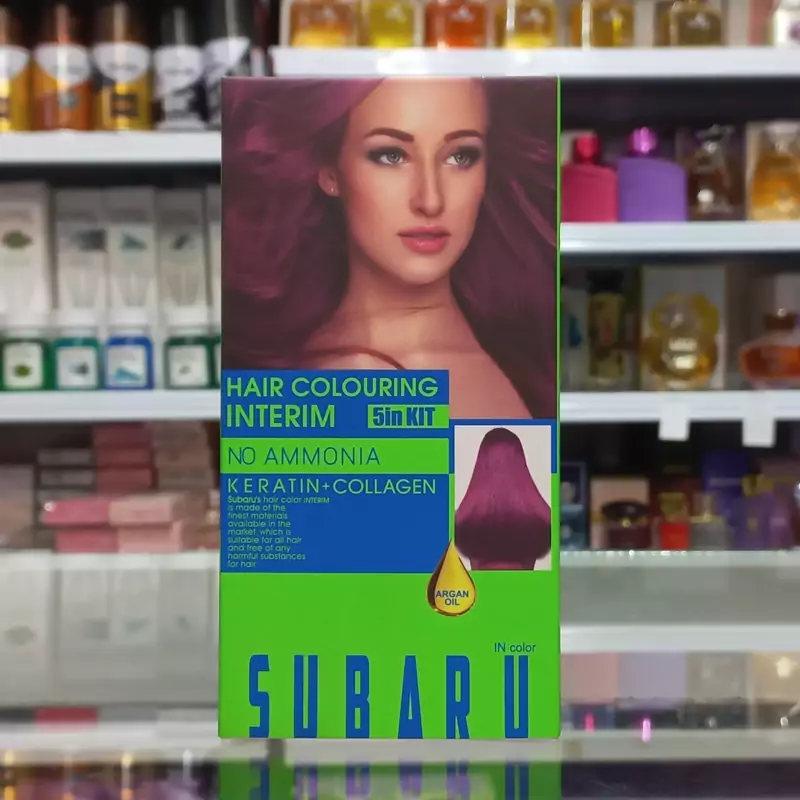 HAIR COLOURING
INTERIM 5in KIT
NO AMMONIA
KERATIN+COLLAGEN
Subaru's hair color INTERIM
is made of the
finest materials
available in the
market, which is
suitable for all hair
and free of any
harmful substances
for hair
ARGAN
OIL
IN color
SUBARU